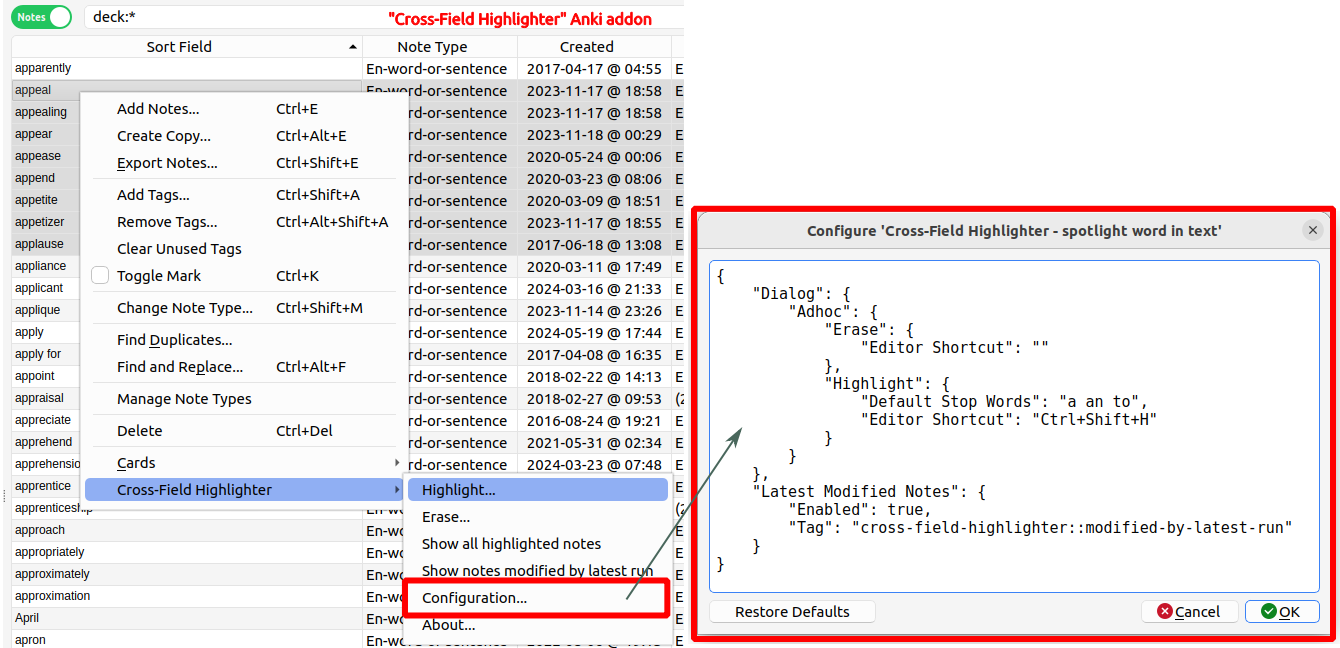 Notes deck:* "Cross-Field Highlighter" Anki addon
Sort Field Note Type Created
apparently En-word-or-sentence 2017-04-17 @ 04:55 E
appeal En-word-or-sentence 2023-11-17 @ 18:58 E
appealing rd-or-sentence 2023-11-17 @ 18:58 E
appear rd-or-sentence 2023-11-18 @ 00:29 E
appease rd-or-sentence 2020-05-24 @ 00:06 E
append rd-or-sentence 2020-03-23 @ 08:06 E
appetite rd-or-sentence 2020-03-09 @ 18:51 E
appetizer rd-or-sentence 2023-11-17 @ 18:55 E
applause rd-or-sentence 2017-06-18 @ 13:08 E
appliance rd-or-sentence 2020-03-11 @ 17:49 E
applicant rd-or-sentence 2024-03-16 @ 21:33 E
applique rd-or-sentence 2023-11-14 @ 23:26 E
apply rd-or-sentence 2024-05-19 @ 17:44 E
apply for rd-or-sentence 2017-04-08 @ 16:35 E
appoint rd-or-sentence 2018-02-22 @ 14:13 E
appraisal rd-or-sentence 2018-02-27 @ 09:53 (2
appreciate rd-or-sentence 2016-08-24 @ 19:21 E
apprehend rd-or-sentence 2021-05-31 @ 02:34 E
apprehensio rd-or-sentence 2024-03-23 @ 07:48 E
apprentice E
apprenticeship En-wo (2
approach En-wo
appropriately En-wo
approximately En-wo
approximation En-wo
April En-wo
apron En-wo
Add Notes... Ctrl+E
Create Copy... Ctrl+Alt+E
Export Notes... Ctrl+Shift+E
Add Tags... Ctrl+Shift+A
Remove Tags... Ctrl+Alt+Shift+A
Clear Unused Tags
Toggle Mark Ctrl+K
Change Note Type... Ctrl+Shift+M
Find Duplicates...
Find and Replace... Ctrl+Alt+F
Manage Note Types
Delete Ctrl+Del
Cards
Cross-Field Highlighter
Highlight...
Erase...
Show all highlighted notes
Show notes modified by latest run
Configuration...
About...
Configure 'Cross-Field Highlighter - spotlight word in text'
{
"Dialog": {
"Adhoc": {
"Erase": {
"Editor Shortcut": ""
},
"Highlight": {
"Default Stop Words": "a an to",
"Editor Shortcut": "Ctrl+Shift+H"
}
}
},
"Latest Modified Notes": {
"Enabled": true,
"Tag": "cross-field-highlighter::modified-by-latest-run"
}
}
Restore Defaults Cancel OK